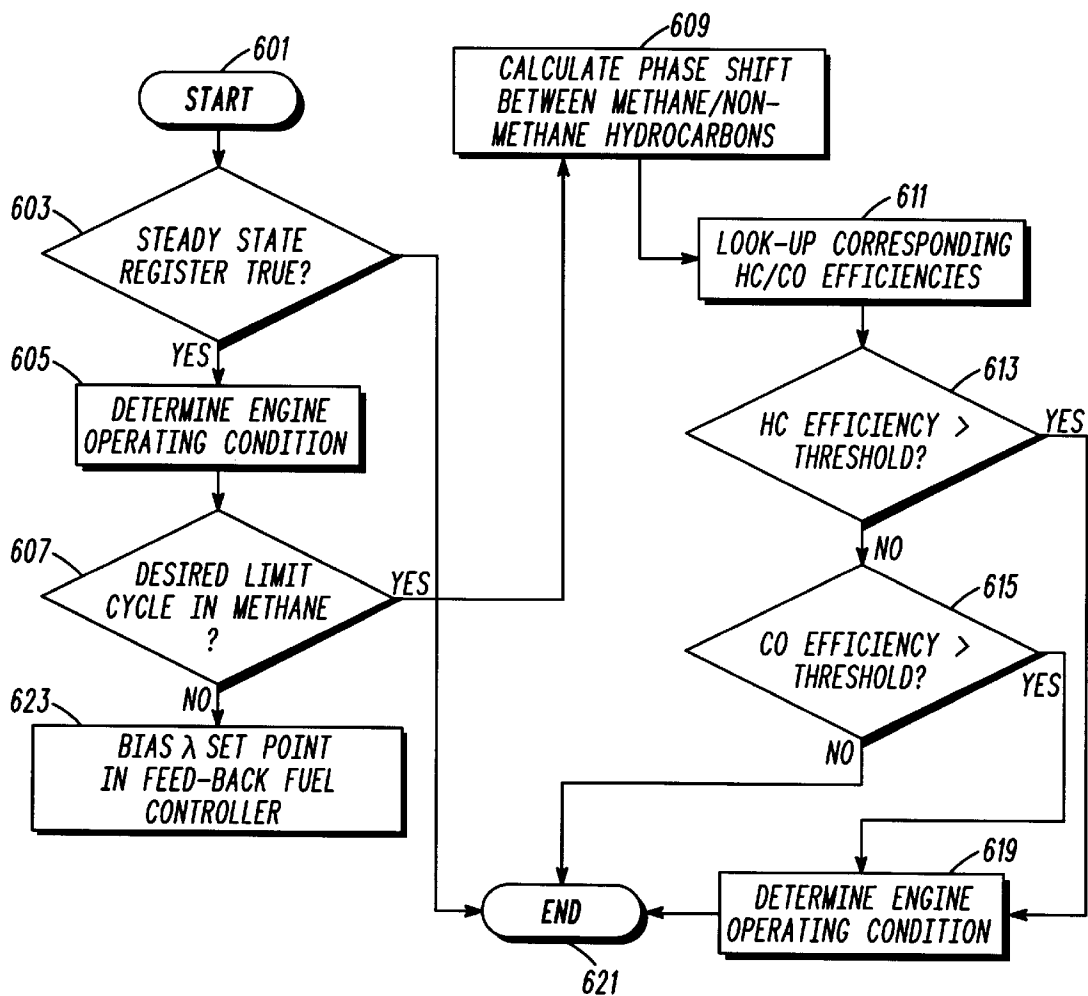 601
START
603
STEADY STATE
REGISTER TRUE?
YES
605
DETERMINE ENGINE
OPERATING CONDITION
607
DESIRED LIMIT
CYCLE IN METHANE
?
YES
NO
623
BIAS λ SET POINT
IN FEED-BACK FUEL
CONTROLLER
609
CALCULATE PHASE SHIFT
BETWEEN METHANE/NON-
METHANE HYDROCARBONS
611
LOOK-UP CORRESPONDING
HC/CO EFFICIENCIES
613
HC EFFICIENCY >
THRESHOLD?
YES
NO
615
CO EFFICIENCY >
THRESHOLD?
YES
NO
619
DETERMINE ENGINE
OPERATING CONDITION
END
621